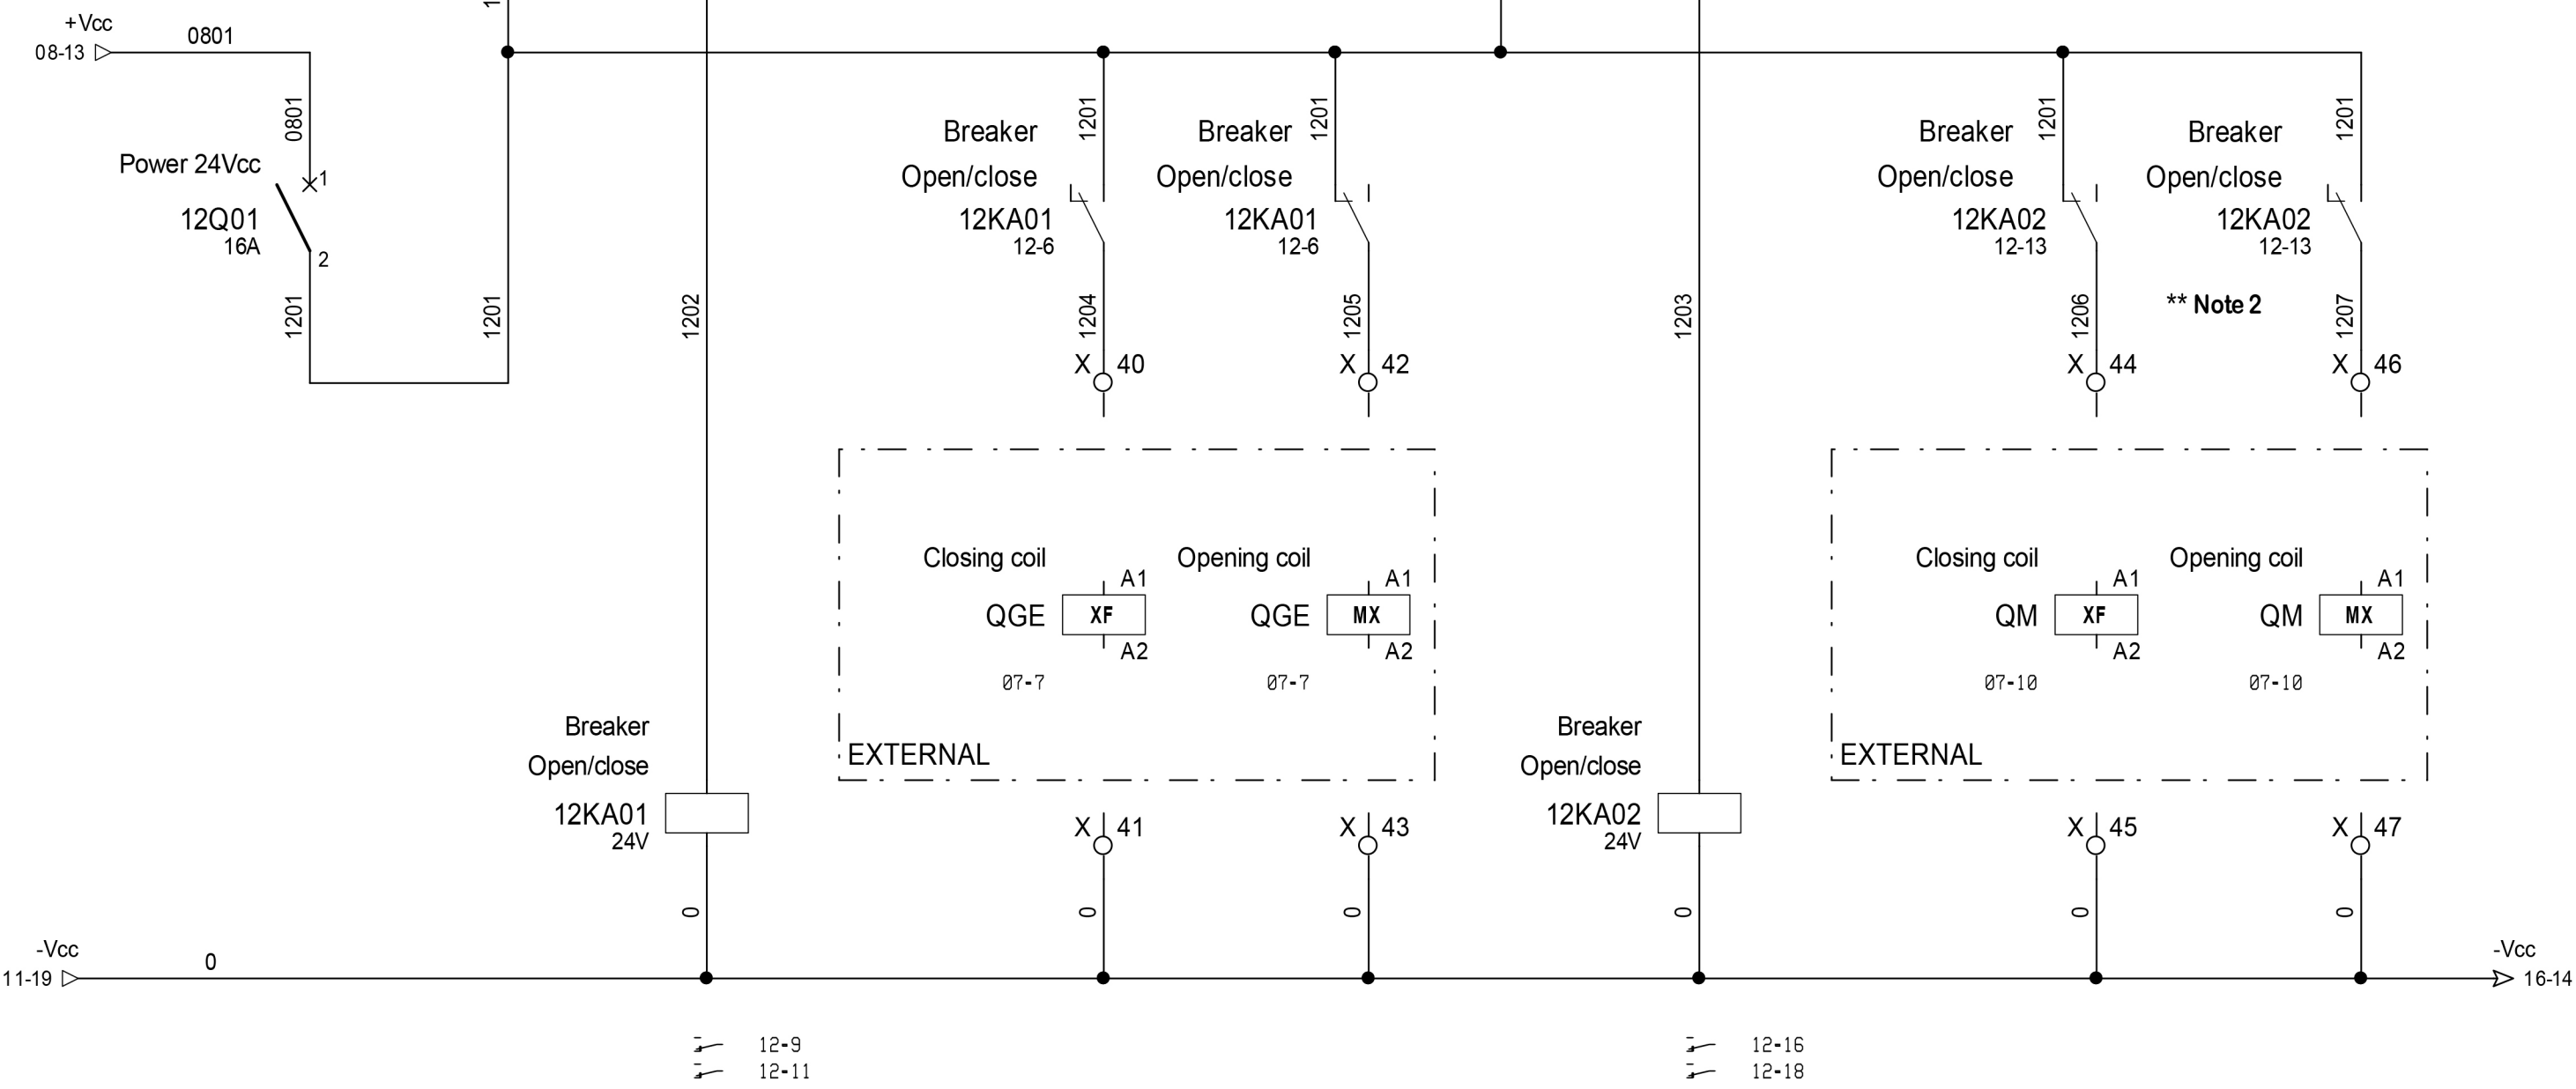 +Vcc
08-13
0801
0801
Power 24Vcc
12Q01
16A
1
2
1201
1201
1
1202
Breaker
Open/close
12KA01
12-6
1201
1204
X 40
Breaker
Open/close
12KA01
12-6
1201
1205
X 42
1203
Breaker
Open/close
12KA02
12-13
1201
1206
X 44
Breaker
Open/close
12KA02
12-13
1201
** Note 2
1207
X 46
Closing coil
QGE
XF
A1
A2
07-7
Opening coil
QGE
MX
A1
A2
07-7
EXTERNAL
Closing coil
QM
XF
A1
A2
07-10
Opening coil
QM
MX
A1
A2
07-10
EXTERNAL
Breaker
Open/close
12KA01
24V
0
X 41
0
X 43
0
Breaker
Open/close
12KA02
24V
0
X 45
0
X 47
0
-Vcc
11-19
0
-Vcc
16-14
12-9
12-11
12-16
12-18